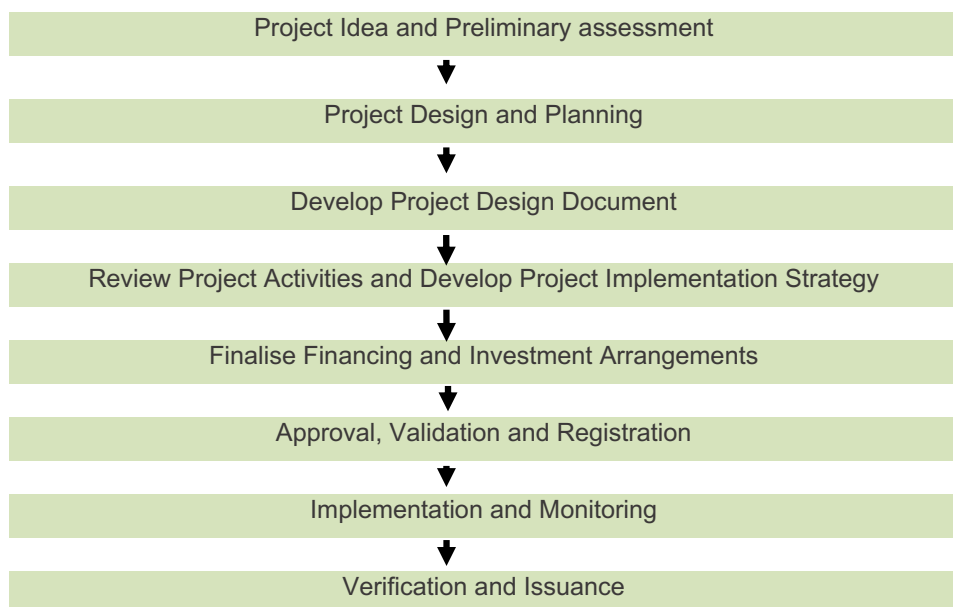 Project Idea and Preliminary assessment
Project Design and Planning
Develop Project Design Document
Review Project Activities and Develop Project Implementation Strategy
Finalise Financing and Investment Arrangements
Approval, Validation and Registration
Implementation and Monitoring
Verification and Issuance